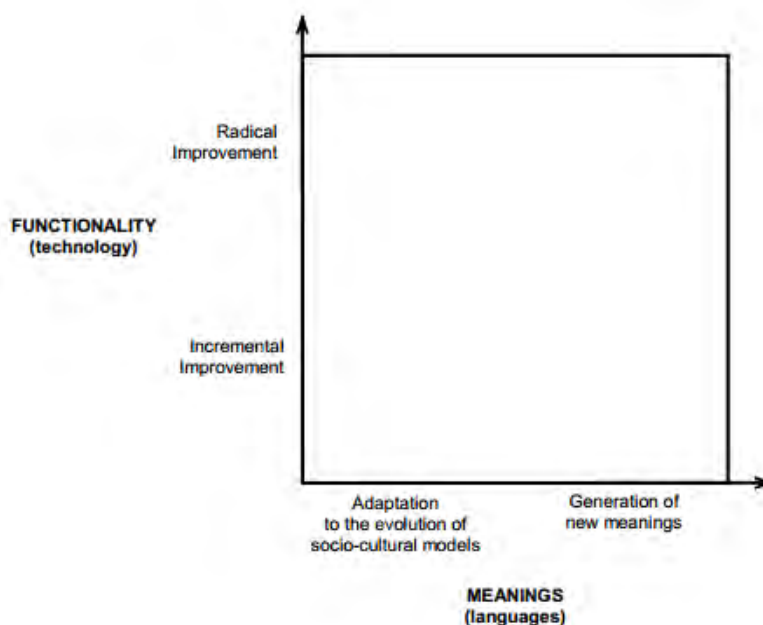 Radical
Improvement
FUNCTIONALITY
(technology)
Incremental
Improvement
Adaptation
to the evolution of
socio-cultural models
Generation of
new meanings
MEANINGS
(languages)